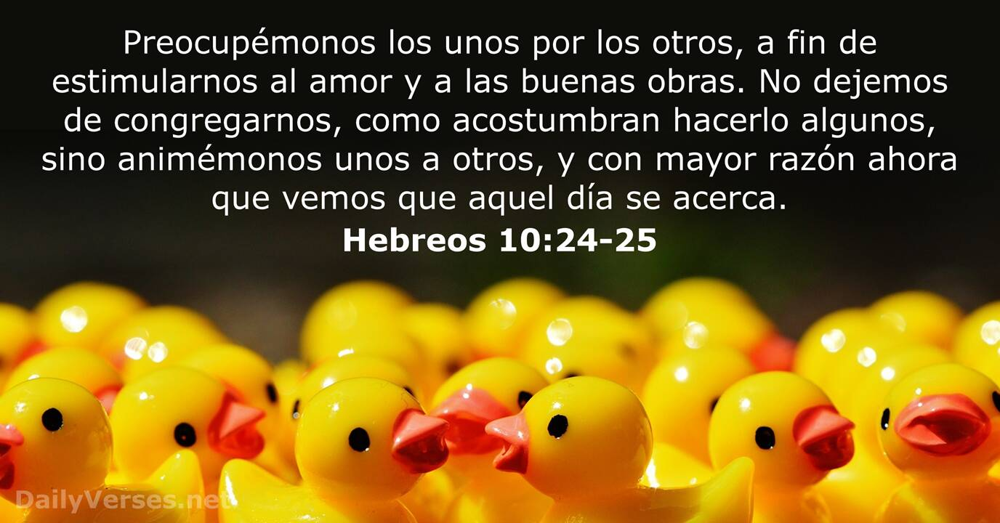 Preocupémonos los unos por los otros, a fin de
estimularnos al amor y a las buenas obras. No dejemos
de congregarnos, como acostumbran hacerlo algunos,
sino animémonos unos a otros, y con mayor razón ahora
que vemos que aquel día se acerca.
Hebreos 10:24-25
DailyVerses.net